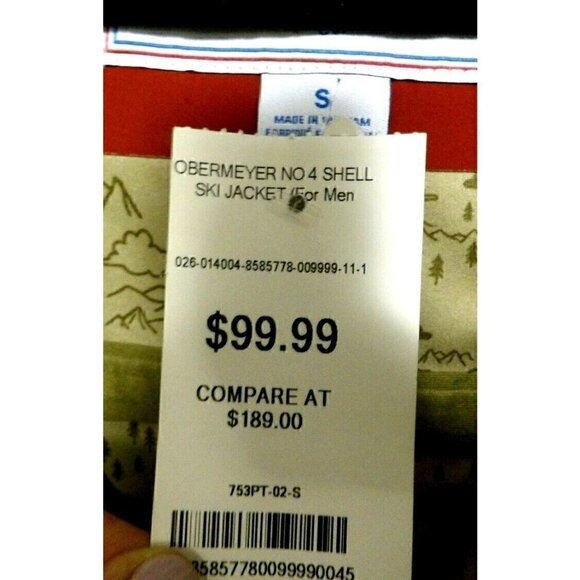 S
MADE IN
OBERMEYER NO 4 SHELL
SKI JACKET (For Men
026-014004-8585778-009999-11-1
$99.99
COMPARE AT
$189.00
753PT-02-S
85857780099990045